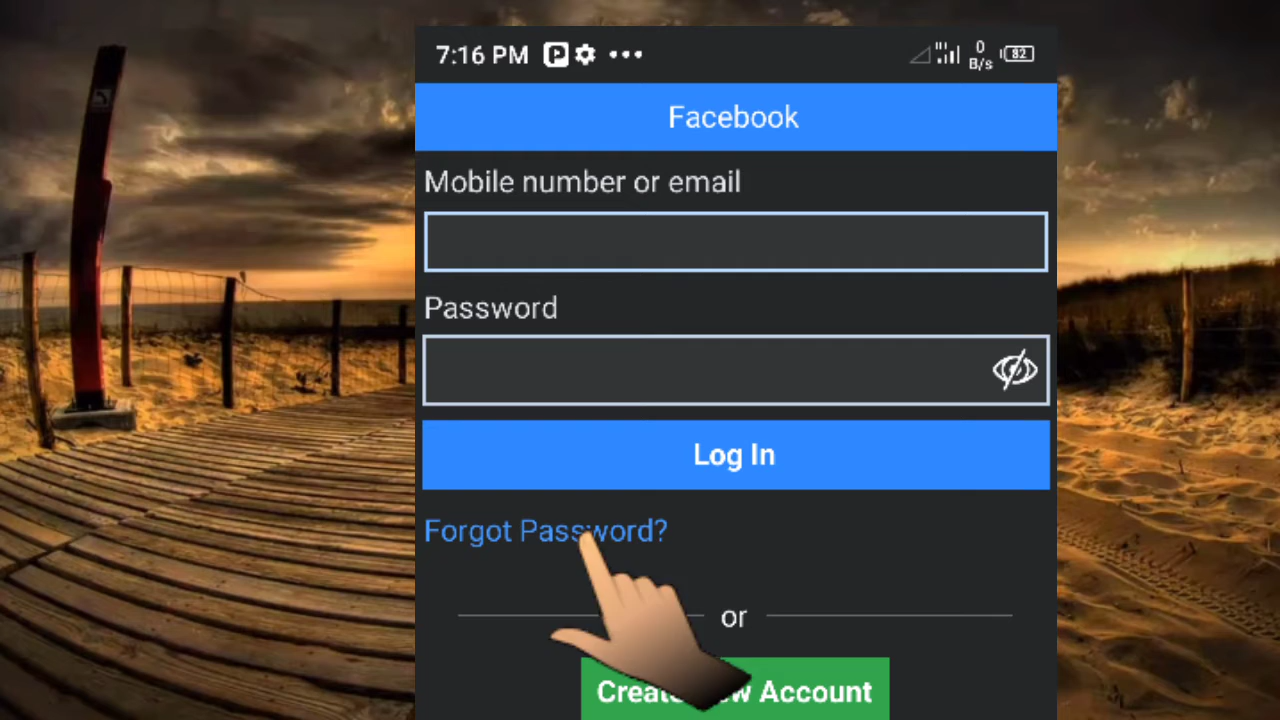 7:16 PM P ••• 0 B/s 82
Facebook
Mobile number or email
Password
Log In
Forgot Password?
or
Create Account